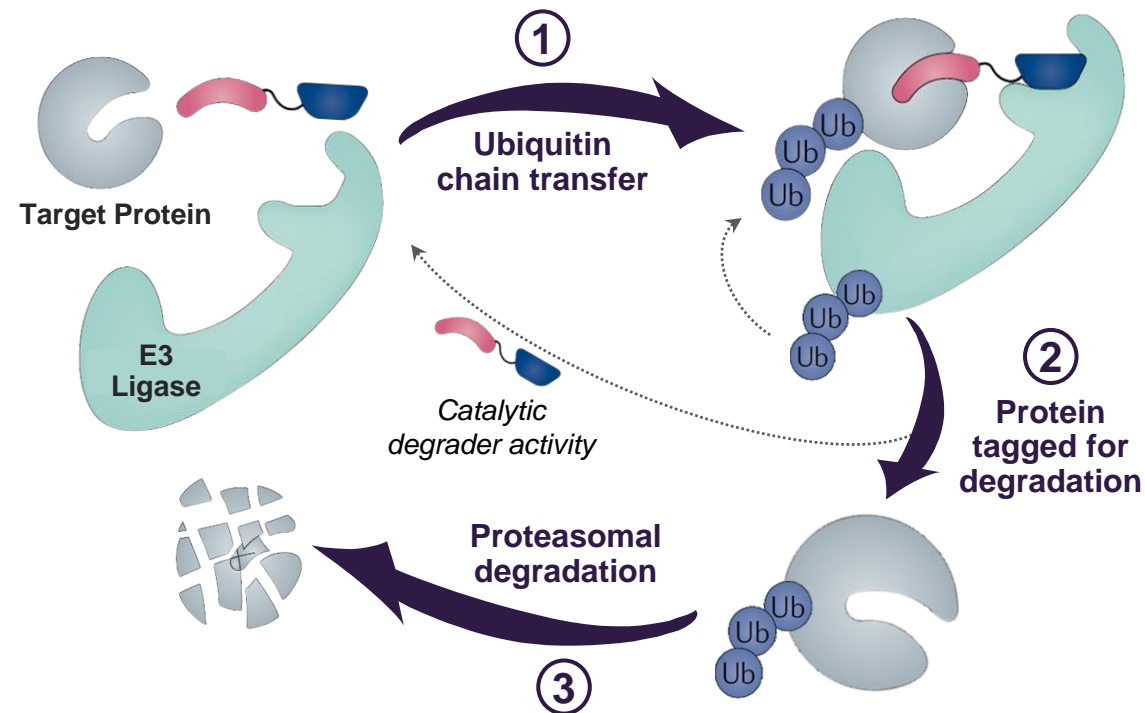 1
Ubiquitin
chain transfer
Target Protein
E3
Ligase
Ub
Ub
Ub
Ub
Ub
Ub
Catalytic
degrader activity
2
Protein
tagged for
degradation
Proteasomal
degradation
3
Ub
Ub
Ub